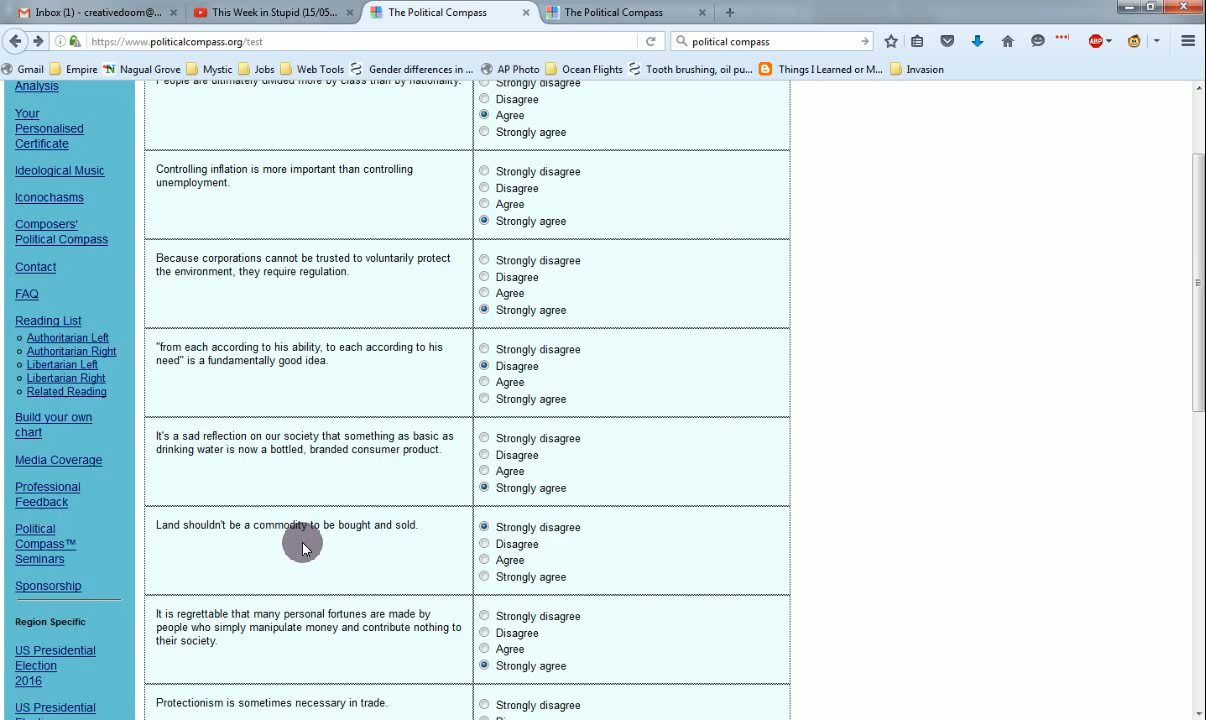 Inbox (1) - creativedoom@...
This Week in Stupid (15/05...
The Political Compass
The Political Compass
https://www.politicalcompass.org/test
political compass
Gmail
Empire
Nagual Grove
Mystic
Jobs
Web Tools
Gender differences in ...
AP Photo
Ocean Flights
Tooth brushing, oil pu...
Things I Learned or M...
Invasion
Analysis
Your
Personalised
Certificate
Ideological Music
Iconochasms
Composers'
Political Compass
Contact
FAQ
Reading List
Authoritarian Left
Authoritarian Right
Libertarian Left
Libertarian Right
Related Reading
Build your own
chart
Media Coverage
Professional
Feedback
Political
Compass™
Seminars
Sponsorship
Region Specific
US Presidential
Election
2016
US Presidential
People are ultimately divided more by class than by nationality.
Strongly disagree
Disagree
Agree
Strongly agree
Controlling inflation is more important than controlling
unemployment.
Strongly disagree
Disagree
Agree
Strongly agree
Because corporations cannot be trusted to voluntarily protect
the environment, they require regulation.
Strongly disagree
Disagree
Agree
Strongly agree
"from each according to his ability, to each according to his
need" is a fundamentally good idea.
Strongly disagree
Disagree
Agree
Strongly agree
It's a sad reflection on our society that something as basic as
drinking water is now a bottled, branded consumer product.
Strongly disagree
Disagree
Agree
Strongly agree
Land shouldn't be a commodity to be bought and sold.
Strongly disagree
Disagree
Agree
Strongly agree
It is regrettable that many personal fortunes are made by
people who simply manipulate money and contribute nothing to
their society.
Strongly disagree
Disagree
Agree
Strongly agree
Protectionism is sometimes necessary in trade.
Strongly disagree